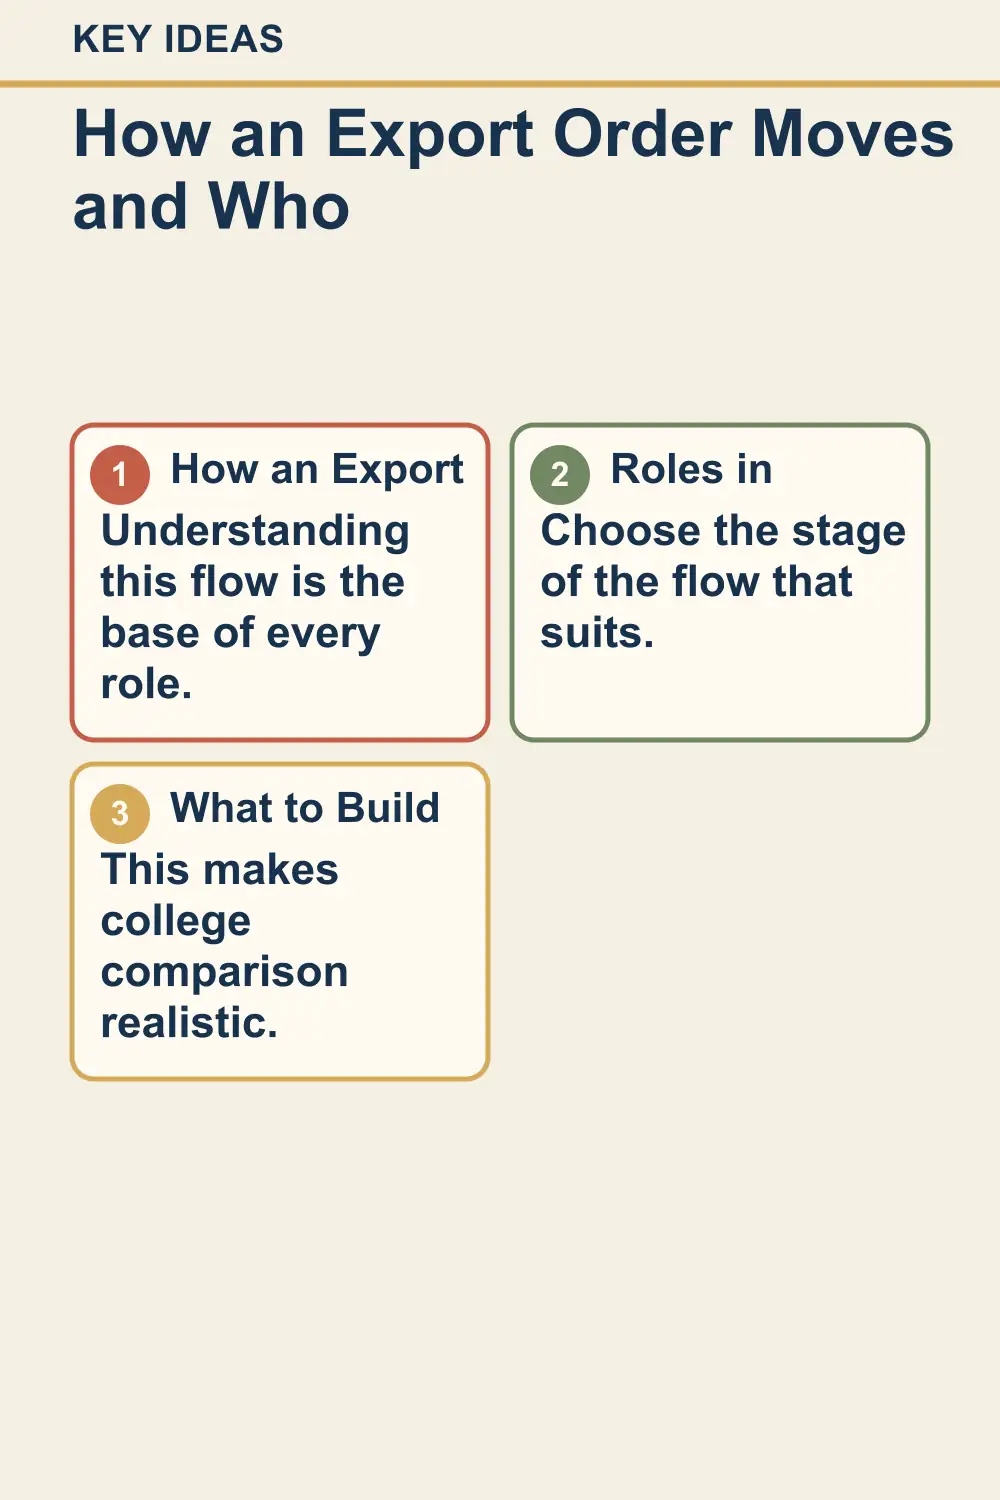 KEY IDEAS
How an Export Order Moves
and Who
1 How an Export
Understanding
this flow is the
base of every
role.
2 Roles in
Choose the stage
of the flow that
suits.
3 What to Build
This makes
college
comparison
realistic.